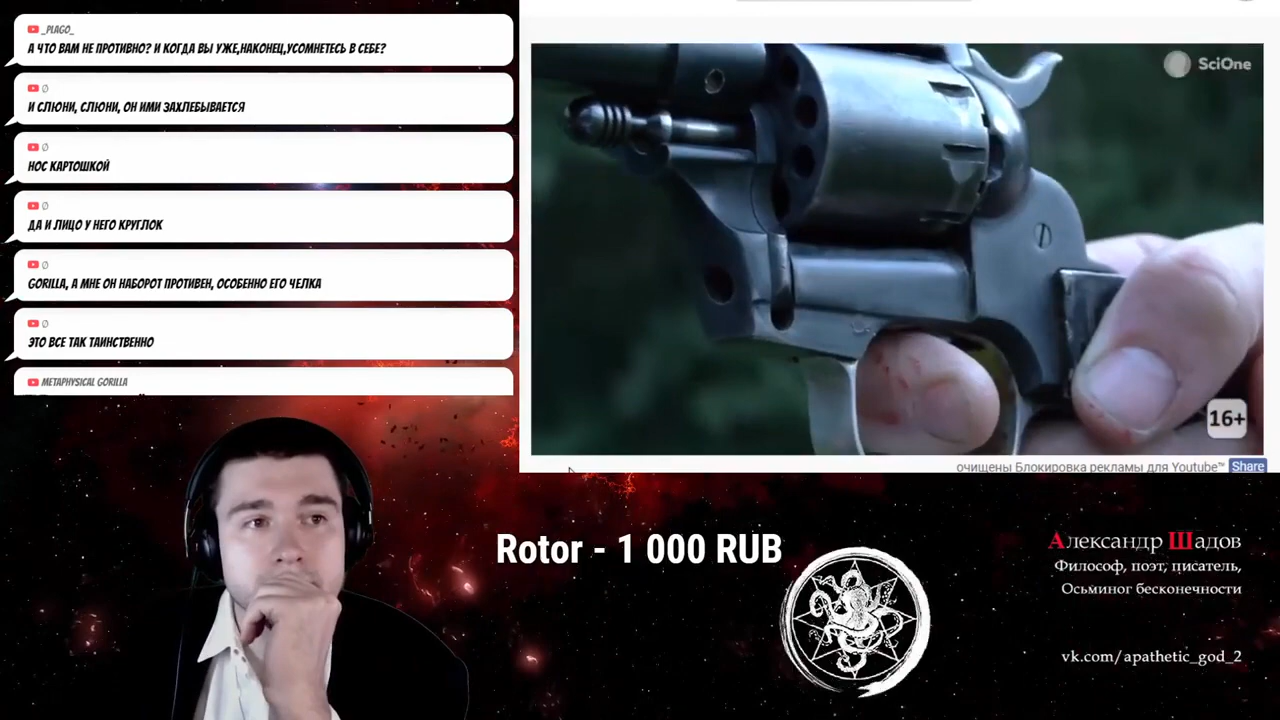 _PLAGO_
А ЧТО ВАМ НЕ ПРОТИВНО? И КОГДА ВЫ УЖЕ,НАКОНЕЦ,УСОМНЕТЕСЬ В СЕБЕ?
Ø
И СЛЮНИ, СЛЮНИ, ОН ИМИ ЗАХЛЕБЫВАЕТСЯ
Ø
НОС КАРТОШКОЙ
Ø
ДА И ЛИЦО У НЕГО КРУГЛОК
Ø
GORILLA, А МНЕ ОН НАБОРОТ ПРОТИВЕН, ОСОБЕННО ЕГО ЧЕЛКА
Ø
ЭТО ВСЕ ТАК ТАИНСТВЕННО
METAPHYSICAL GORILLA
SciOne
16+
очищены Блокировка рекламы для Youtube™ Share
Rotor - 1 000 RUB
Александр Шадов
Философ, поэт, писатель,
Осьминог бесконечности
vk.com/apathetic_god_2